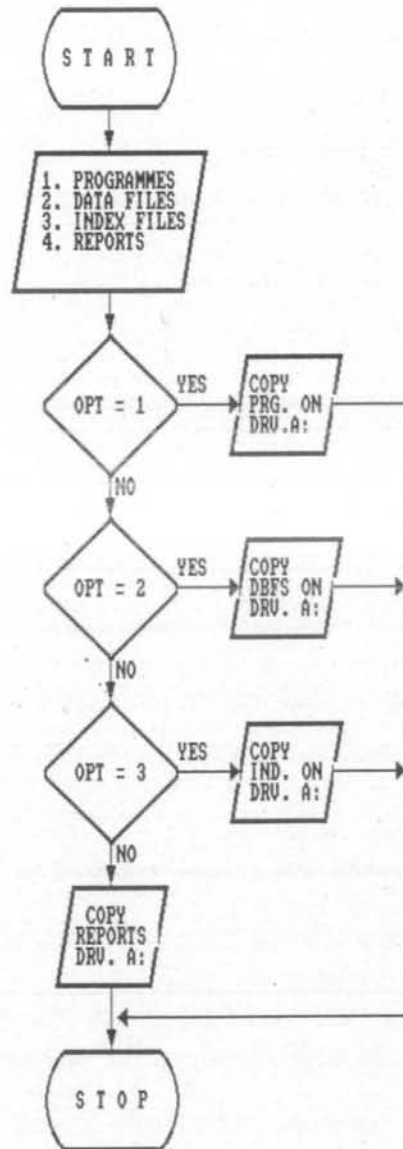 S T A R T
1. PROGRAMMES
2. DATA FILES
3. INDEX FILES
4. REPORTS
OPT = 1
YES
COPY
PRG. ON
DRV.A:
NO
OPT = 2
YES
COPY
DBFS ON
DRV. A:
NO
OPT = 3
YES
COPY
IND. ON
DRV. A:
NO
COPY
REPORTS
DRV. A:
S T O P